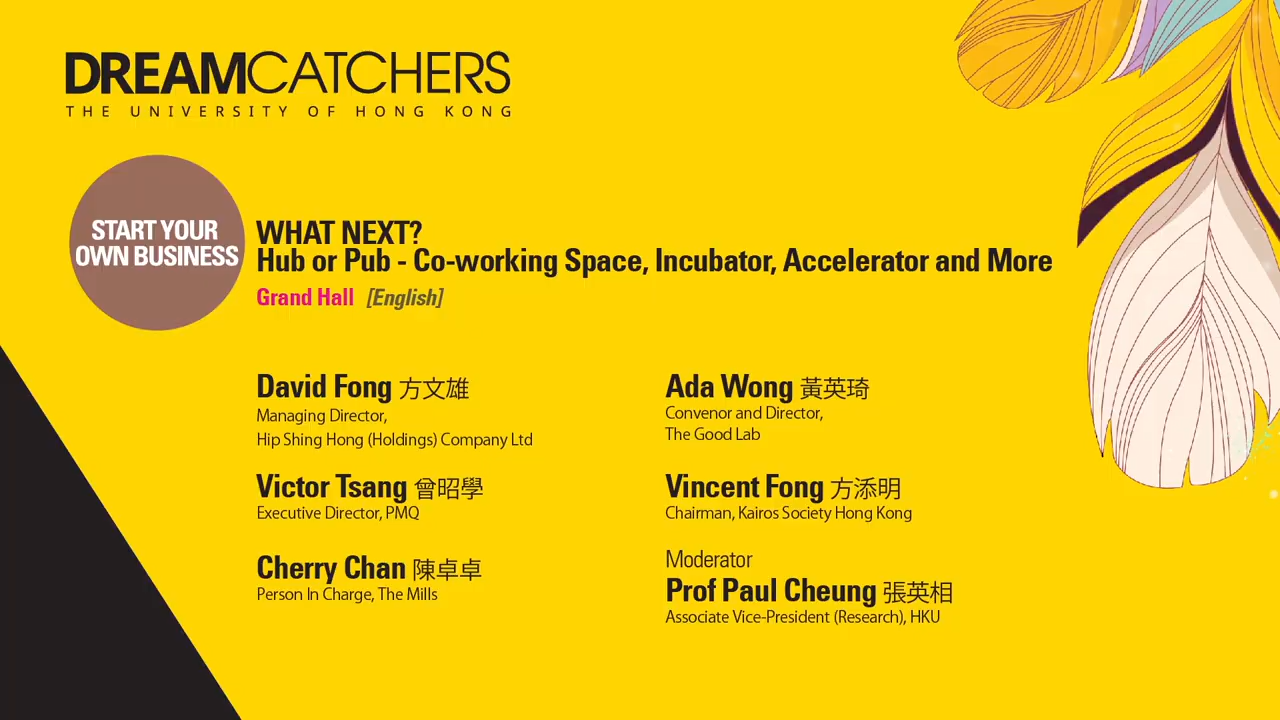 DREAMCATCHERS
THE UNIVERSITY OF HONG KONG
START YOUR
OWN BUSINESS
WHAT NEXT?
Hub or Pub - Co-working Space, Incubator, Accelerator and More
Grand Hall [English]
David Fong 方文雄
Managing Director,
Hip Shing Hong (Holdings) Company Ltd
Victor Tsang 曾昭學
Executive Director, PMQ
Cherry Chan 陳卓卓
Person In Charge, The Mills
Ada Wong 黃英琦
Convenor and Director,
The Good Lab
Vincent Fong 方添明
Chairman, Kairos Society Hong Kong
Moderator
Prof Paul Cheung 張英相
Associate Vice-President (Research), HKU